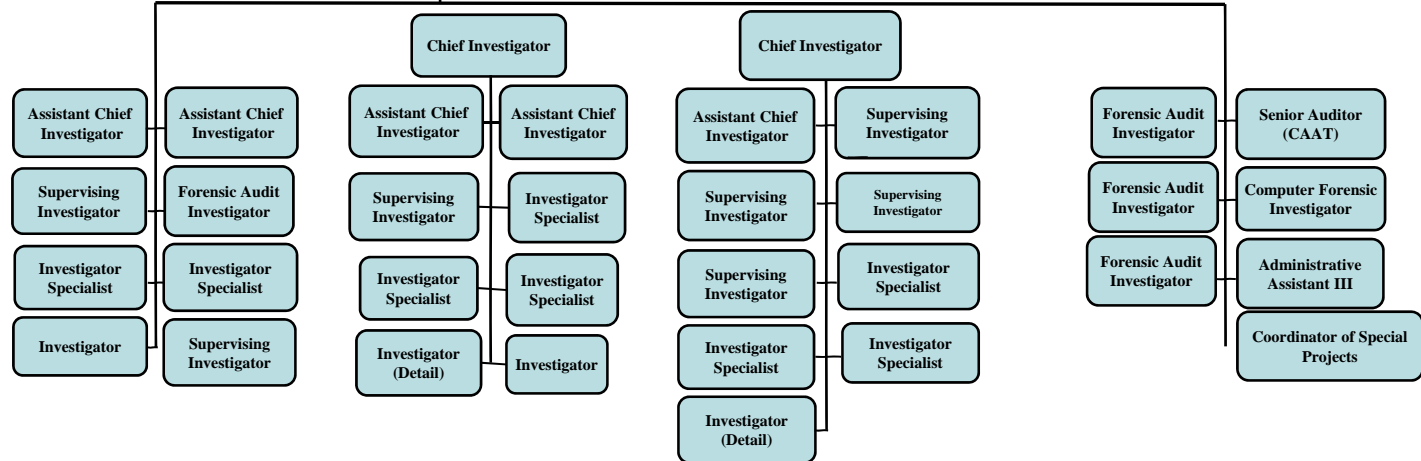 Chief Investigator
Chief Investigator
Assistant Chief
Investigator
Assistant Chief
Investigator
Supervising
Investigator
Forensic Audit
Investigator
Investigator
Specialist
Investigator
Specialist
Investigator
Supervising
Investigator
Assistant Chief
Investigator
Assistant Chief
Investigator
Supervising
Investigator
Investigator
Specialist
Investigator
Specialist
Investigator
Specialist
Investigator
(Detail)
Investigator
Assistant Chief
Investigator
Supervising
Investigator
Supervising
Investigator
Supervising
Investigator
Supervising
Investigator
Investigator
Specialist
Investigator
Specialist
Investigator
Specialist
Investigator
(Detail)
Forensic Audit
Investigator
Senior Auditor
(CAAT)
Forensic Audit
Investigator
Computer Forensic
Investigator
Forensic Audit
Investigator
Administrative
Assistant III
Coordinator of Special
Projects